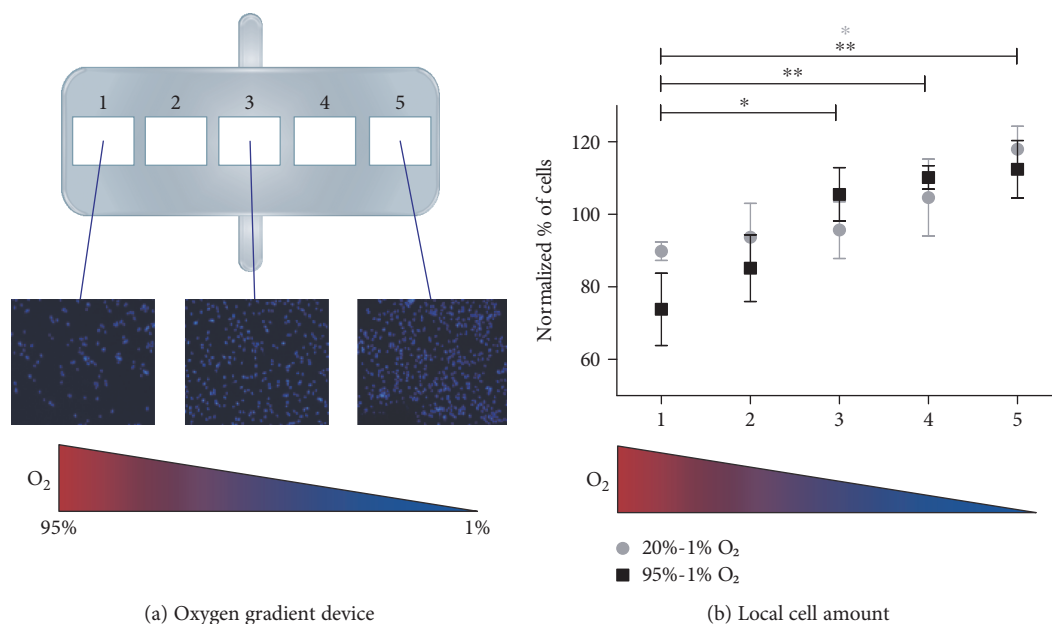 1 2 3 4 5
O₂
95% 1%
(a) Oxygen gradient device
*
**
**
*
Normalized % of cells
120
100
80
60
1 2 3 4 5
O₂
20%-1% O₂
95%-1% O₂
(b) Local cell amount